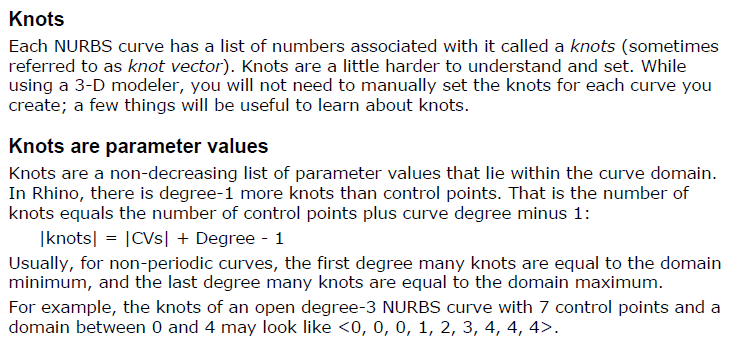 Knots
Each NURBS curve has a list of numbers associated with it called a knots (sometimes
referred to as knot vector). Knots are a little harder to understand and set. While
using a 3-D modeler, you will not need to manually set the knots for each curve you
create; a few things will be useful to learn about knots.
Knots are parameter values
Knots are a non-decreasing list of parameter values that lie within the curve domain.
In Rhino, there is degree-1 more knots than control points. That is the number of
knots equals the number of control points plus curve degree minus 1:
|knots| = |CVs| + Degree - 1
Usually, for non-periodic curves, the first degree many knots are equal to the domain
minimum, and the last degree many knots are equal to the domain maximum.
For example, the knots of an open degree-3 NURBS curve with 7 control points and a
domain between 0 and 4 may look like <0, 0, 0, 1, 2, 3, 4, 4, 4>.